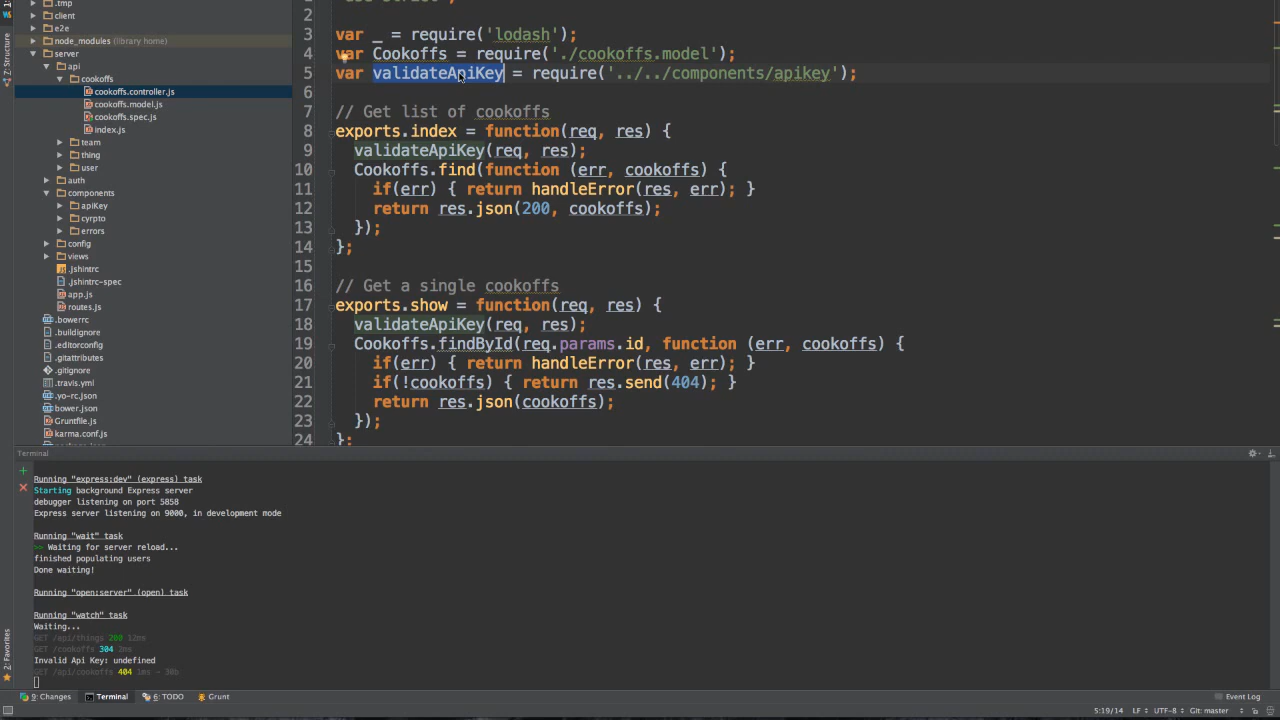 .tmp
client
e2e
node_modules (library home)
server
api
cookoffs
cookoffs.controller.js
cookoffs.model.js
cookoffs.spec.js
index.js
team
thing
user
auth
components
apiKey
cyrpto
errors
config
views
.jshintrc
.jshintrc-spec
app.js
routes.js
.bowerrc
.buildignore
.editorconfig
.gitattributes
.gitignore
.travis.yml
.yo-rc.json
bower.json
Gruntfile.js
karma.conf.js
Z: Structure
2: Favorites
2
3 var _ = require('lodash');
4 var Cookoffs = require('./cookoffs.model');
5 var validateApiKey = require('../../components/apikey');
6
7 // Get list of cookoffs
8 exports.index = function(req, res) {
9 validateApiKey(req, res);
10 Cookoffs.find(function (err, cookoffs) {
11 if(err) { return handleError(res, err); }
12 return res.json(200, cookoffs);
13 });
14 };
15
16 // Get a single cookoffs
17 exports.show = function(req, res) {
18 validateApiKey(req, res);
19 Cookoffs.findById(req.params.id, function (err, cookoffs) {
20 if(err) { return handleError(res, err); }
21 if(!cookoffs) { return res.send(404); }
22 return res.json(cookoffs);
23 });
24 };
Terminal
Running "express:dev" (express) task
Starting background Express server
debugger listening on port 5858
Express server listening on 9000, in development mode
Running "wait" task
>> Waiting for server reload...
finished populating users
Done waiting!
Running "open:server" (open) task
Running "watch" task
Waiting...
GET /api/things 200 12ms
GET /cookoffs 304 2ms
Invalid Api Key: undefined
GET /api/cookoffs 404 1ms - 30b
9: Changes Terminal 6: TODO Grunt Event Log
5:19/14 LF UTF-8 Git: master